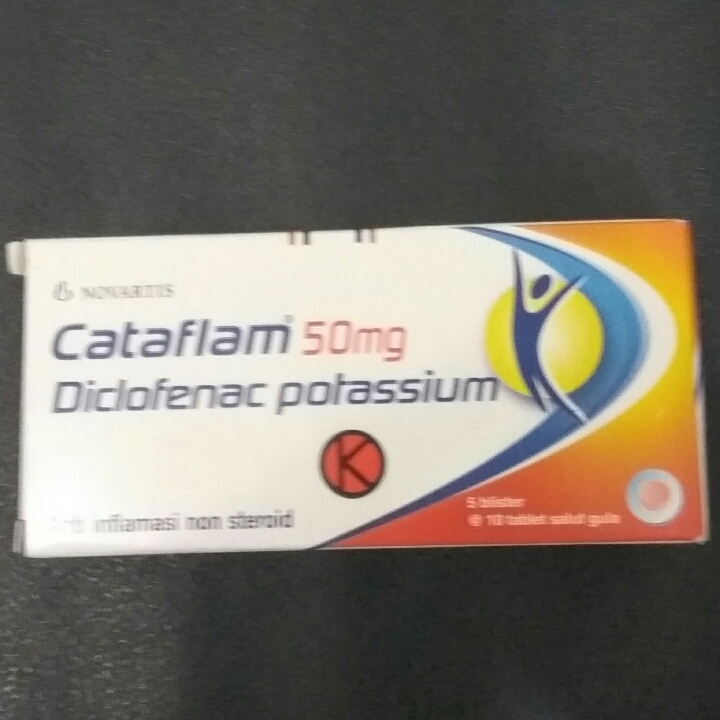 NOVARTIS
Cataflam® 50mg
Diclofenac potassium
K
Anti inflamasi non steroid
5 blister
@ 10 tablet salut gula